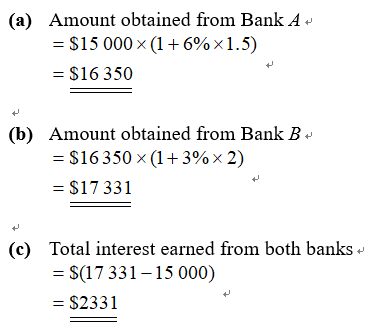 (a) Amount obtained from Bank A
= $15 000 × (1 + 6% × 1.5)
= $16 350
(b) Amount obtained from Bank B
= $16 350 × (1 + 3% × 2)
= $17 331
(c) Total interest earned from both banks
= $(17 331 – 15 000)
= $2331